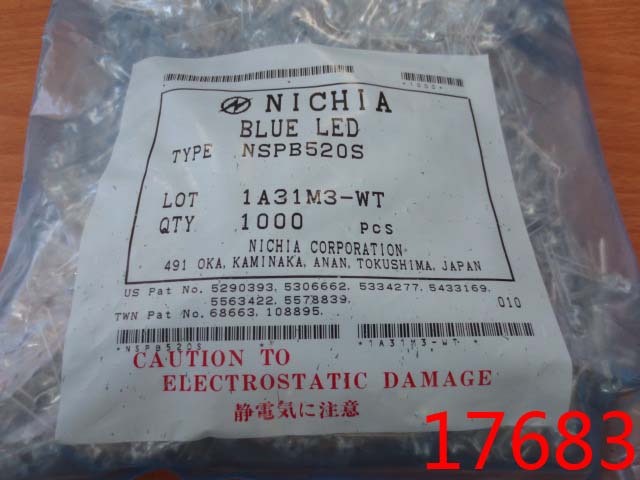 *1000*
NICHIA
BLUE LED
TYPE NSPB520S
LOT 1A31M3-WT
QTY 1000 pcs
NICHIA CORPORATION
491 OKA, KAMINAKA, ANAN, TOKUSHIMA, JAPAN
US Pat No. 5290393, 5306662, 5334277, 5433169,
5563422, 5578839,
010
TWN Pat No. 68663, 108895,
*NSPB520S *Y *1A31M3-WT *
CAUTION TO
ELECTROSTATIC DAMAGE
静電気に注意
17683